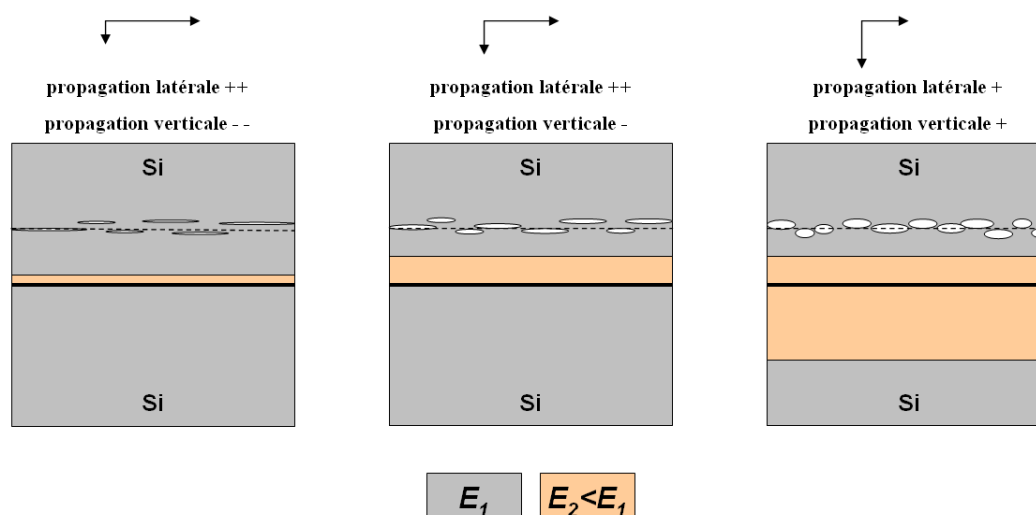 propagation latérale ++
propagation verticale - -
propagation latérale ++
propagation verticale -
propagation latérale +
propagation verticale +
Si
Si
Si
Si
Si
Si
E1
E2<E1